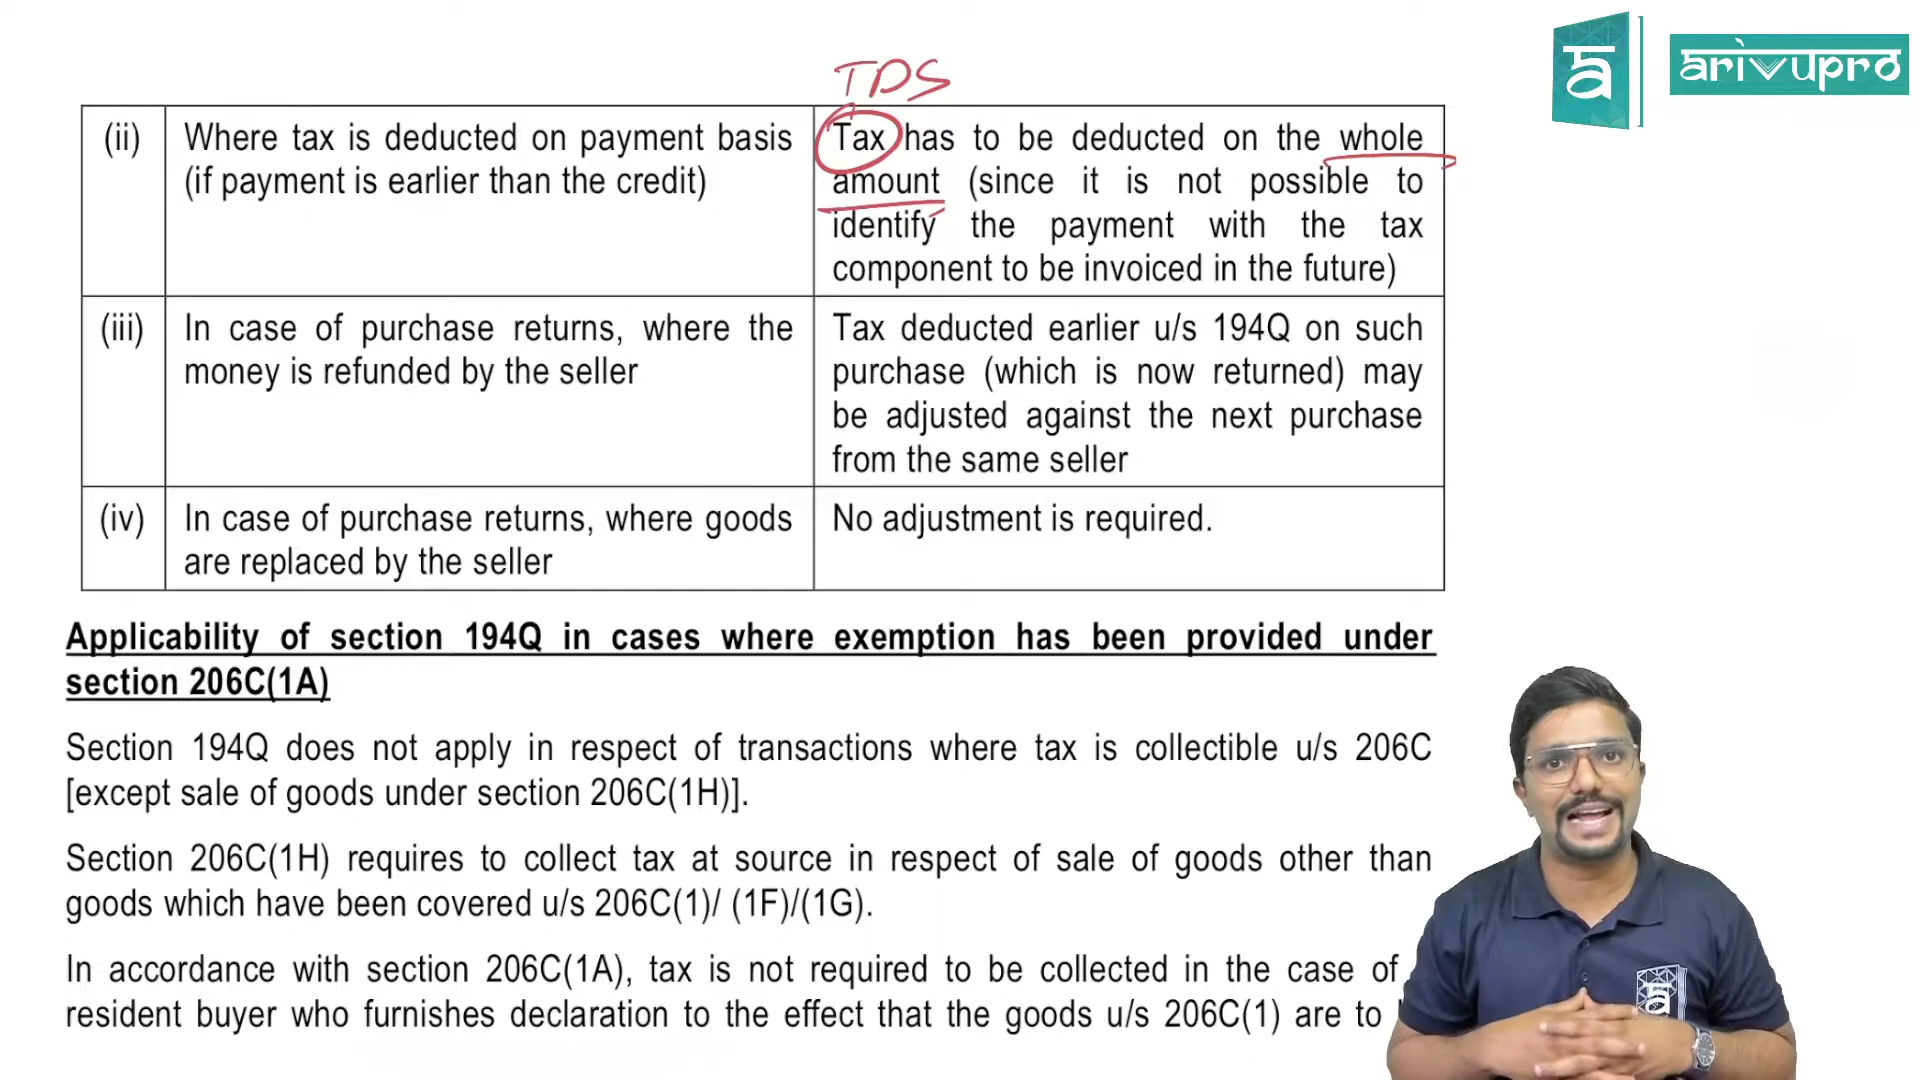 arivupro
TDS
(ii) Where tax is deducted on payment basis Tax has to be deducted on the whole
(if payment is earlier than the credit) amount (since it is not possible to
identify the payment with the tax
component to be invoiced in the future)
(iii) In case of purchase returns, where the Tax deducted earlier u/s 194Q on such
money is refunded by the seller purchase (which is now returned) may
be adjusted against the next purchase
from the same seller
(iv) In case of purchase returns, where goods No adjustment is required.
are replaced by the seller
Applicability of section 194Q in cases where exemption has been provided under
section 206C(1A)
Section 194Q does not apply in respect of transactions where tax is collectible u/s 206C
[except sale of goods under section 206C(1H)].
Section 206C(1H) requires to collect tax at source in respect of sale of goods other than
goods which have been covered u/s 206C(1)/ (1F)/(1G).
In accordance with section 206C(1A), tax is not required to be collected in the case of
resident buyer who furnishes declaration to the effect that the goods u/s 206C(1) are to